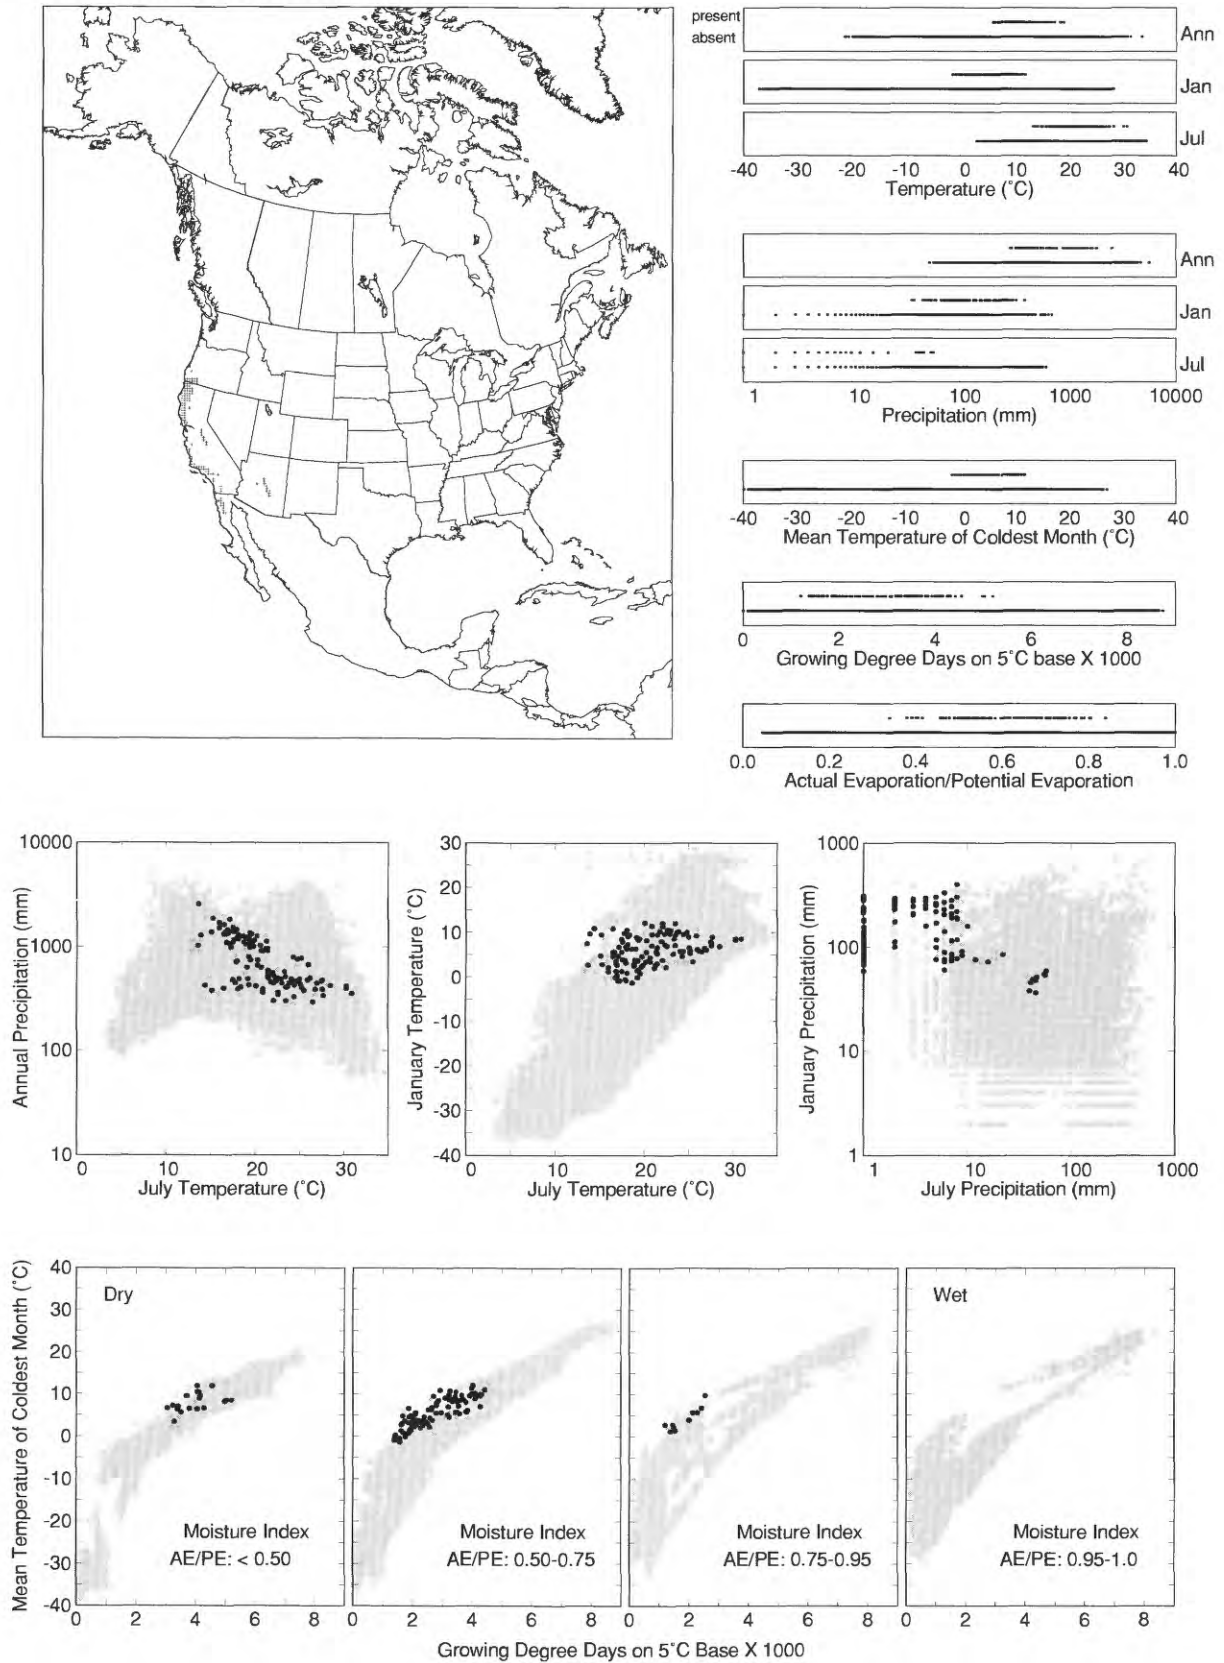 present
absent
Ann
Jan
Jul
-40 -30 -20 -10 0 10 20 30 40
Temperature (°C)
Ann
Jan
Jul
1 10 100 1000 10000
Precipitation (mm)
-40 -30 -20 -10 0 10 20 30 40
Mean Temperature of Coldest Month (°C)
0 2 4 6 8
Growing Degree Days on 5°C base X 1000
0.0 0.2 0.4 0.6 0.8 1.0
Actual Evaporation/Potential Evaporation
10000
1000
100
10
Annual Precipitation (mm)
0 10 20 30
July Temperature (°C)
30
20
10
0
-10
-20
-30
-40
January Temperature (°C)
0 10 20 30
July Temperature (°C)
1000
100
10
1
January Precipitation (mm)
1 10 100 1000
July Precipitation (mm)
40
30
20
10
0
-10
-20
-30
-40
Mean Temperature of Coldest Month (°C)
Dry
Moisture Index
AE/PE: < 0.50
0 2 4 6 8
Moisture Index
AE/PE: 0.50-0.75
0 2 4 6 8
Moisture Index
AE/PE: 0.75-0.95
0 2 4 6 8
Wet
Moisture Index
AE/PE: 0.95-1.0
0 2 4 6 8
Growing Degree Days on 5°C Base X 1000